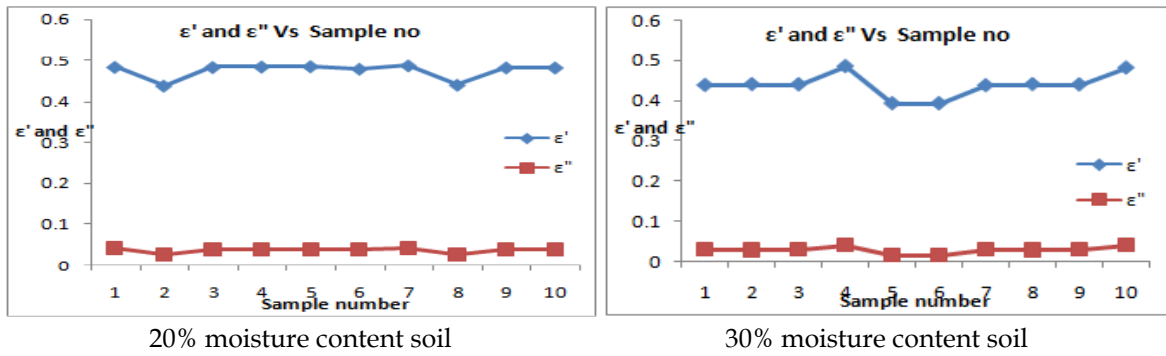 ε' and ε'' Vs Sample no
0.6
0.5
0.4
ε' and ε''
0.3
0.2
0.1
0
ε'
ε''
1 2 3 4 5 6 7 8 9 10
Sample number
20% moisture content soil
ε' and ε'' Vs Sample no
0.6
0.5
0.4
ε' and ε''
0.3
0.2
0.1
0
ε'
ε''
1 2 3 4 5 6 7 8 9 10
Sample number
30% moisture content soil